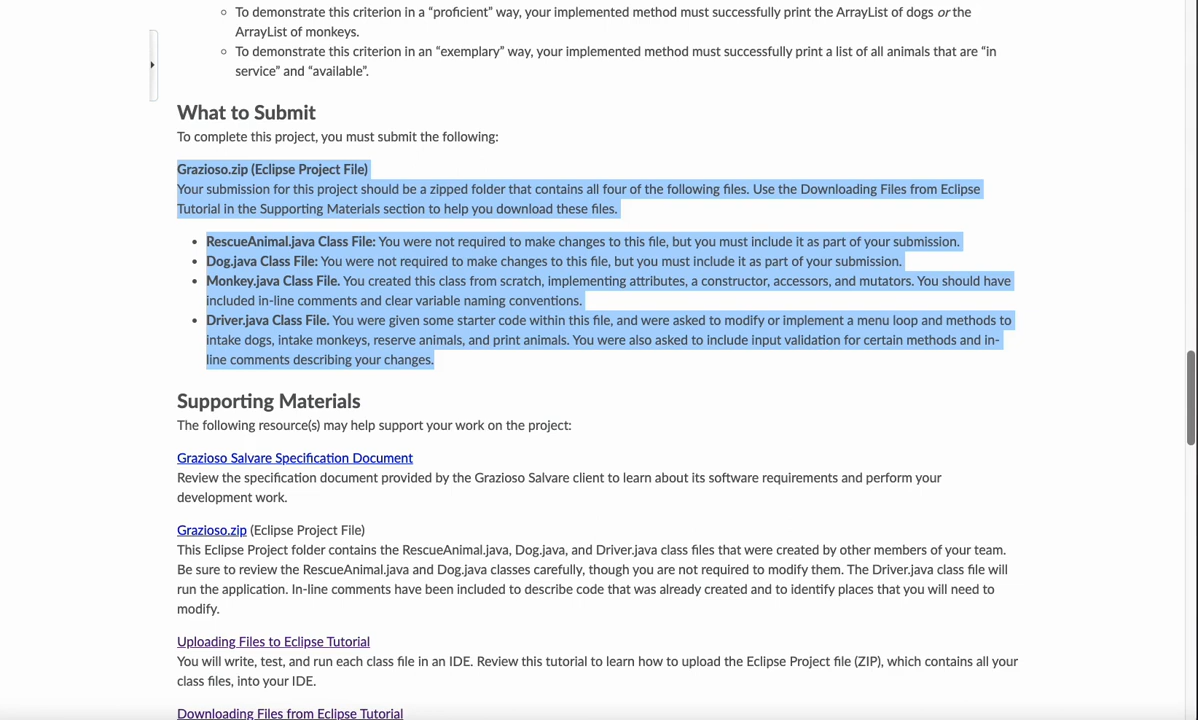 To demonstrate this criterion in a “proficient” way, your implemented method must successfully print the ArrayList of dogs or the
ArrayList of monkeys.
To demonstrate this criterion in an “exemplary” way, your implemented method must successfully print a list of all animals that are “in
service” and “available”.
What to Submit
To complete this project, you must submit the following:
Grazioso.zip (Eclipse Project File)
Your submission for this project should be a zipped folder that contains all four of the following files. Use the Downloading Files from Eclipse
Tutorial in the Supporting Materials section to help you download these files.
RescueAnimal.java Class File: You were not required to make changes to this file, but you must include it as part of your submission.
Dog.java Class File: You were not required to make changes to this file, but you must include it as part of your submission.
Monkey.java Class File. You created this class from scratch, implementing attributes, a constructor, accessors, and mutators. You should have
included in-line comments and clear variable naming conventions.
Driver.java Class File. You were given some starter code within this file, and were asked to modify or implement a menu loop and methods to
intake dogs, intake monkeys, reserve animals, and print animals. You were also asked to include input validation for certain methods and in-
line comments describing your changes.
Supporting Materials
The following resource(s) may help support your work on the project:
Grazioso Salvare Specification Document
Review the specification document provided by the Grazioso Salvare client to learn about its software requirements and perform your
development work.
Grazioso.zip (Eclipse Project File)
This Eclipse Project folder contains the RescueAnimal.java, Dog.java, and Driver.java class files that were created by other members of your team.
Be sure to review the RescueAnimal.java and Dog.java classes carefully, though you are not required to modify them. The Driver.java class file will
run the application. In-line comments have been included to describe code that was already created and to identify places that you will need to
modify.
Uploading Files to Eclipse Tutorial
You will write, test, and run each class file in an IDE. Review this tutorial to learn how to upload the Eclipse Project file (ZIP), which contains all your
class files, into your IDE.
Downloading Files from Eclipse Tutorial